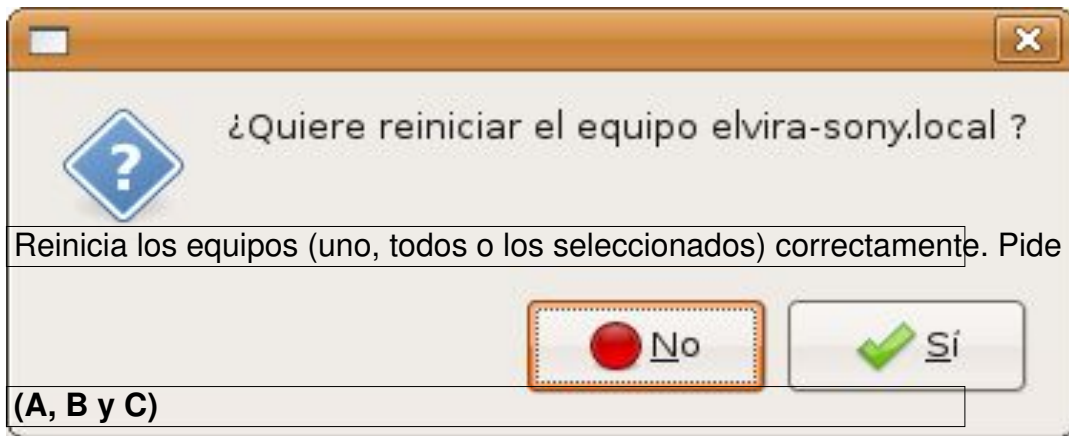 ¿Quiere reiniciar el equipo elvira-sony.local ?
Reinicia los equipos (uno, todos o los seleccionados) correctamente. Pide
No Sí
(A, B y C)